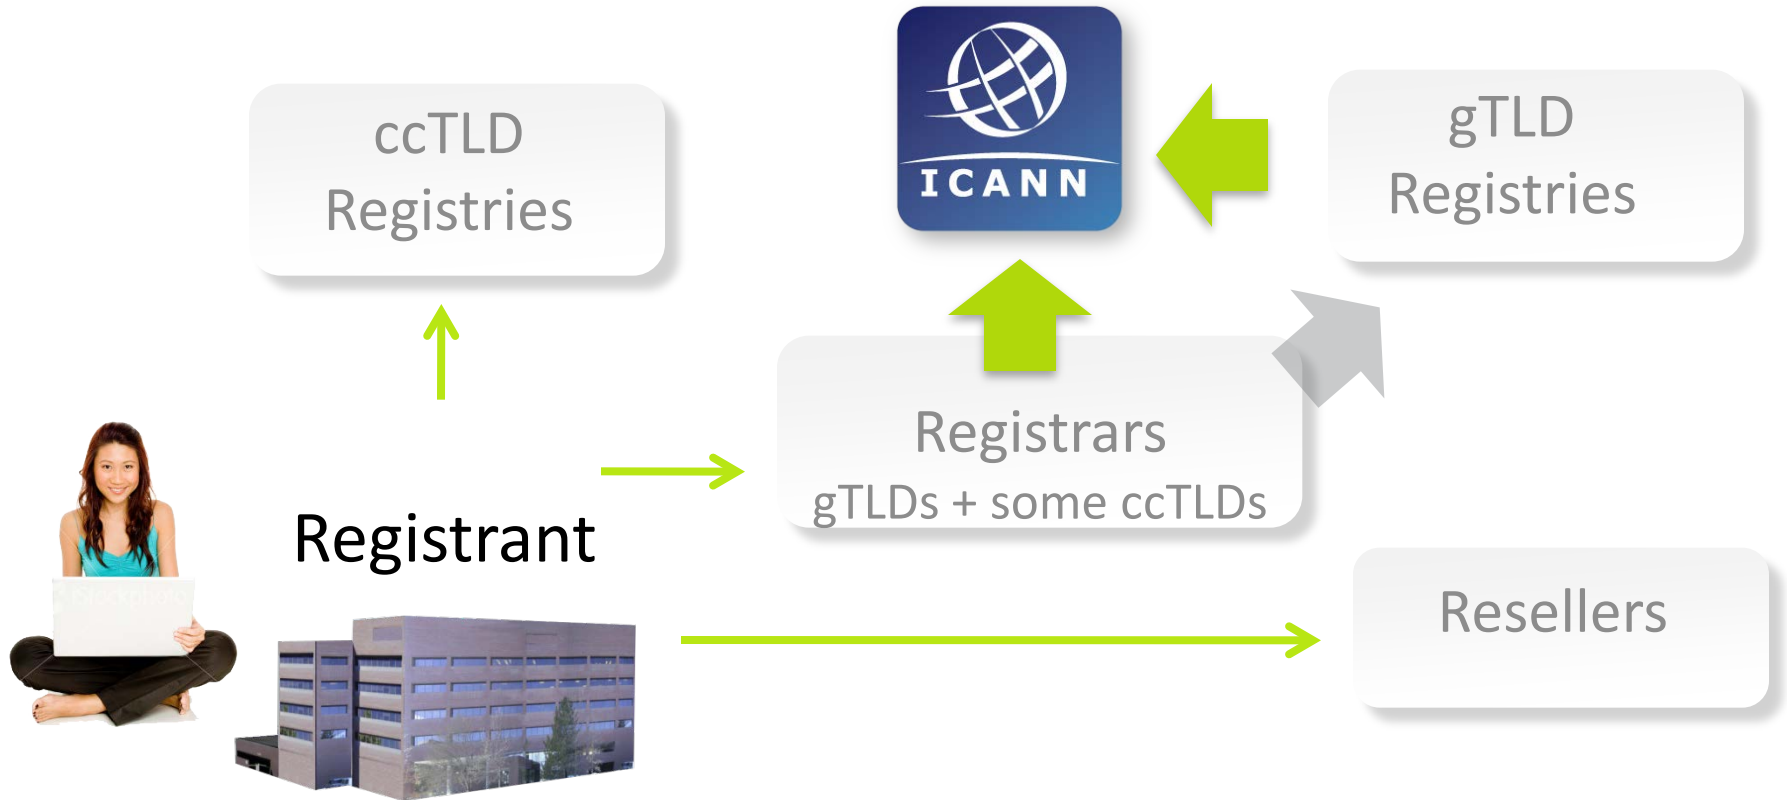 ccTLD
Registries
ICANN
gTLD
Registries
Registrars
gTLDs + some ccTLDs
Registrant
Resellers